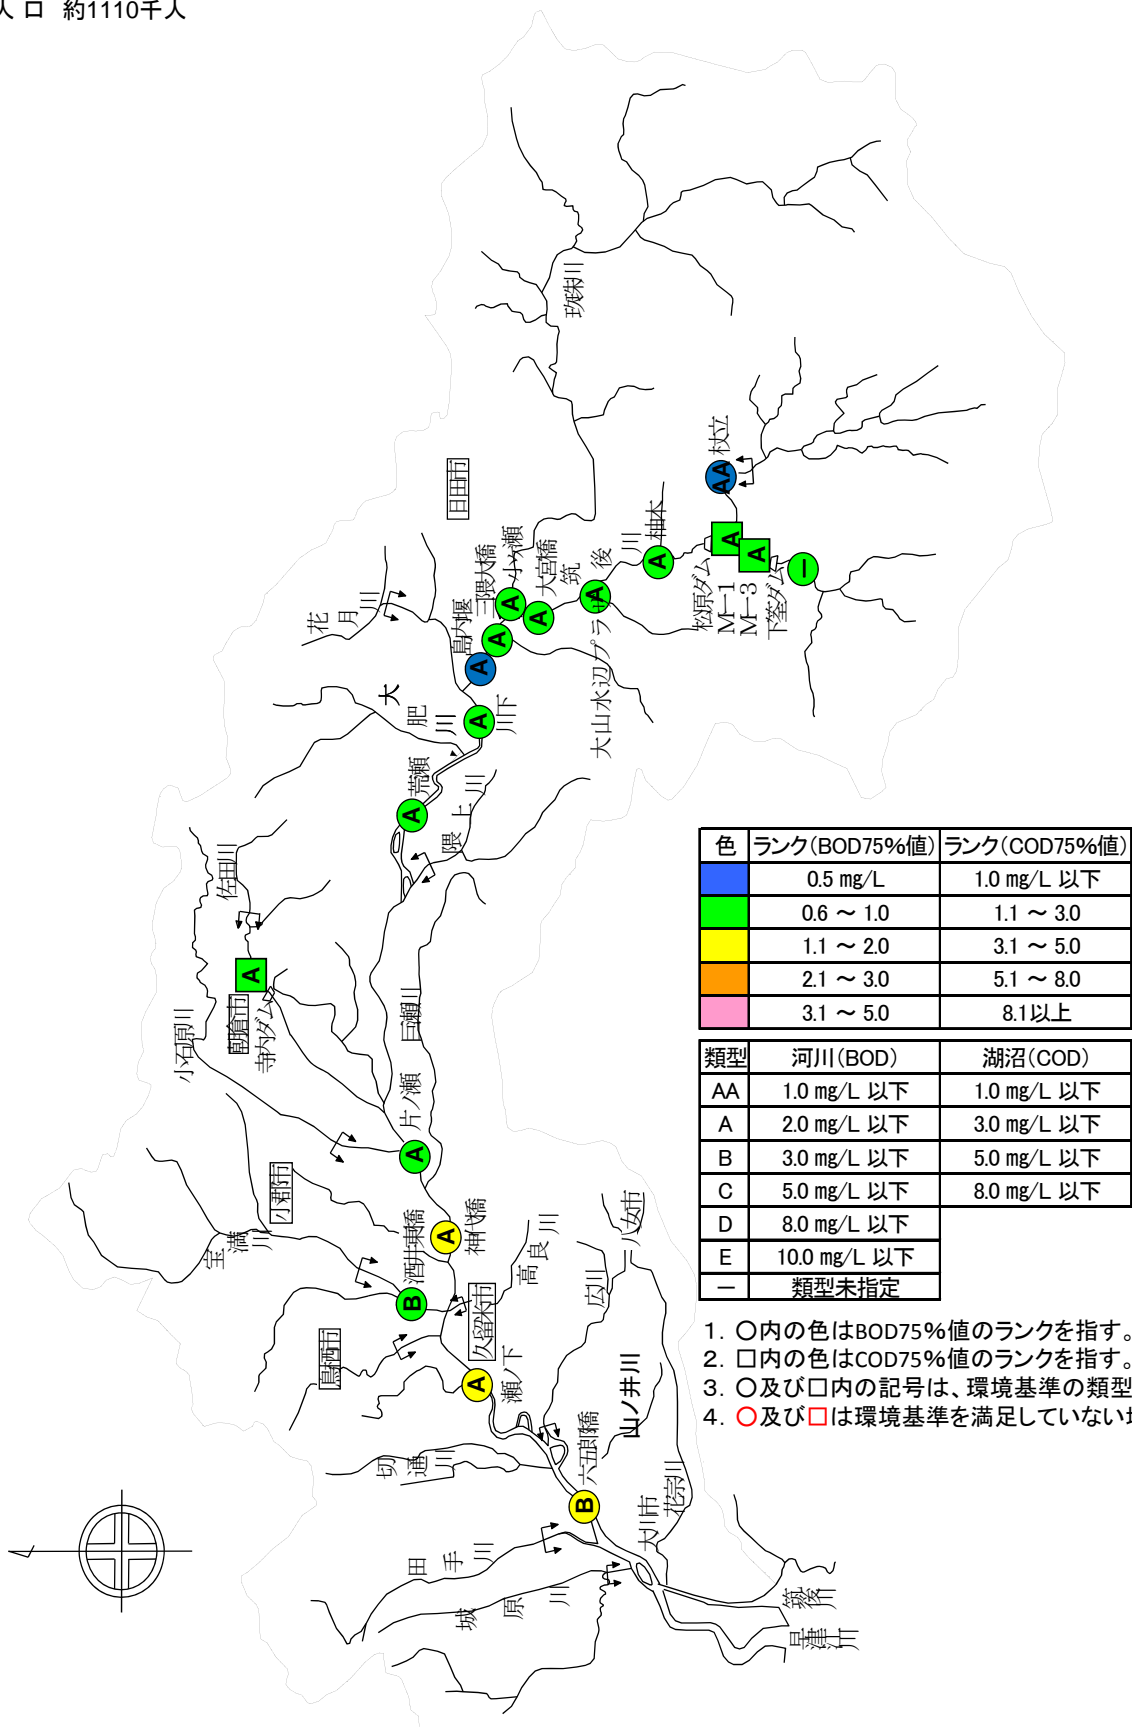 人 口 約1110千人
玖珠川
杖立
AA
日田市
小ヶ瀬
三隈大橋
島内堰
大宮橋
筑
後
川
柚木
A
A
A
A
A
A
A
A
松原ダム
M－1
M－3
下筌ダム
－
大山水辺プラザ
花
月
川
大
肥
川
川下
A
荒瀬
A
隈
上
川
佐田川
A
朝倉市
寺内ダム
小石原川
巨瀬川
片ノ瀬
A
小郡市
宝
満
川
酒井東橋
B
神代橋
A
高
良
川
鳥栖市
久留米市
瀬ノ下
A
八女市
広川
山ノ井川
切
通
川
六五郎橋
B
大川市
花宗川
田
手
川
城
原
川
筑後川
早津江川
色 ランク(BOD75%値) ランク(COD75%値)
0.5 mg/L 1.0 mg/L 以下
0.6 ～ 1.0 1.1 ～ 3.0
1.1 ～ 2.0 3.1 ～ 5.0
2.1 ～ 3.0 5.1 ～ 8.0
3.1 ～ 5.0 8.1以上
類型 河川(BOD) 湖沼(COD)
AA 1.0 mg/L 以下 1.0 mg/L 以下
A 2.0 mg/L 以下 3.0 mg/L 以下
B 3.0 mg/L 以下 5.0 mg/L 以下
C 5.0 mg/L 以下 8.0 mg/L 以下
D 8.0 mg/L 以下
E 10.0 mg/L 以下
－ 類型未指定
1. ○内の色はBOD75%値のランクを指す。
2. □内の色はCOD75%値のランクを指す。
3. ○及び□内の記号は、環境基準の類型
4. ○及び□は環境基準を満足していない